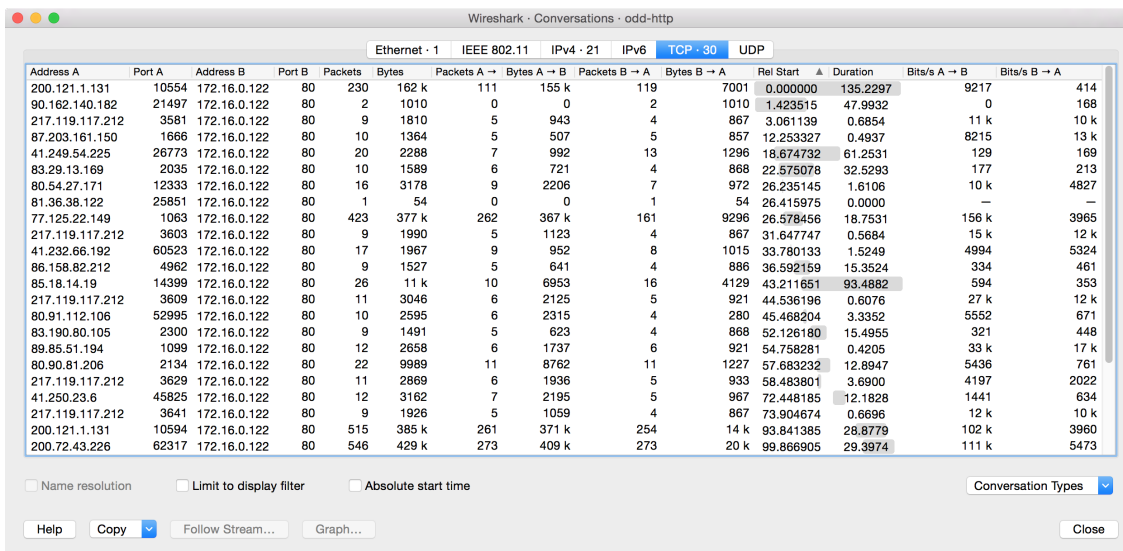 Wireshark · Conversations · odd-http
Ethernet · 1 IEEE 802.11 IPv4 · 21 IPv6 TCP · 30 UDP
Address A Port A Address B Port B Packets Bytes Packets A → Bytes A → B Packets B → A Bytes B → A Rel Start ▲ Duration Bits/s A → B Bits/s B → A
200.121.1.131 10554 172.16.0.122 80 230 162 k 111 155 k 119 7001 0.000000 135.2297 9217 414
90.162.140.182 21497 172.16.0.122 80 2 1010 0 0 2 1010 1.423515 47.9932 0 168
217.119.117.212 3581 172.16.0.122 80 9 1810 5 943 4 867 3.061139 0.6854 11 k 10 k
87.203.161.150 1666 172.16.0.122 80 10 1364 5 507 5 857 12.253327 0.4937 8215 13 k
41.249.54.225 26773 172.16.0.122 80 20 2288 7 992 13 1296 18.674732 61.2531 129 169
83.29.13.169 2035 172.16.0.122 80 10 1589 6 721 4 868 22.575078 32.5293 177 213
80.54.27.171 12333 172.16.0.122 80 16 3178 9 2206 7 972 26.235145 1.6106 10 k 4827
81.36.38.122 25851 172.16.0.122 80 1 54 0 0 1 54 26.415975 0.0000 — —
77.125.22.149 1063 172.16.0.122 80 423 377 k 262 367 k 161 9296 26.578456 18.7531 156 k 3965
217.119.117.212 3603 172.16.0.122 80 9 1990 5 1123 4 867 31.647747 0.5684 15 k 12 k
41.232.66.192 60523 172.16.0.122 80 17 1967 9 952 8 1015 33.780133 1.5249 4994 5324
86.158.82.212 4962 172.16.0.122 80 9 1527 5 641 4 886 36.592159 15.3524 334 461
85.18.14.19 14399 172.16.0.122 80 26 11 k 10 6953 16 4129 43.211651 93.4882 594 353
217.119.117.212 3609 172.16.0.122 80 11 3046 6 2125 5 921 44.536196 0.6076 27 k 12 k
80.91.112.106 52995 172.16.0.122 80 10 2595 6 2315 4 280 45.468204 3.3352 5552 671
83.190.80.105 2300 172.16.0.122 80 9 1491 5 623 4 868 52.126180 15.4955 321 448
89.85.51.194 1099 172.16.0.122 80 12 2658 6 1737 6 921 54.758281 0.4205 33 k 17 k
80.90.81.206 2134 172.16.0.122 80 22 9989 11 8762 11 1227 57.683232 12.8947 5436 761
217.119.117.212 3629 172.16.0.122 80 11 2869 6 1936 5 933 58.483801 3.6900 4197 2022
41.250.23.6 45825 172.16.0.122 80 12 3162 7 2195 5 967 72.448185 12.1828 1441 634
217.119.117.212 3641 172.16.0.122 80 9 1926 5 1059 4 867 73.904674 0.6696 12 k 10 k
200.121.1.131 10594 172.16.0.122 80 515 385 k 261 371 k 254 14 k 93.841385 28.8779 102 k 3960
200.72.43.226 62317 172.16.0.122 80 546 429 k 273 409 k 273 20 k 99.866905 29.3974 111 k 5473
Name resolution Limit to display filter Absolute start time Conversation Types
Help Copy Follow Stream… Graph… Close